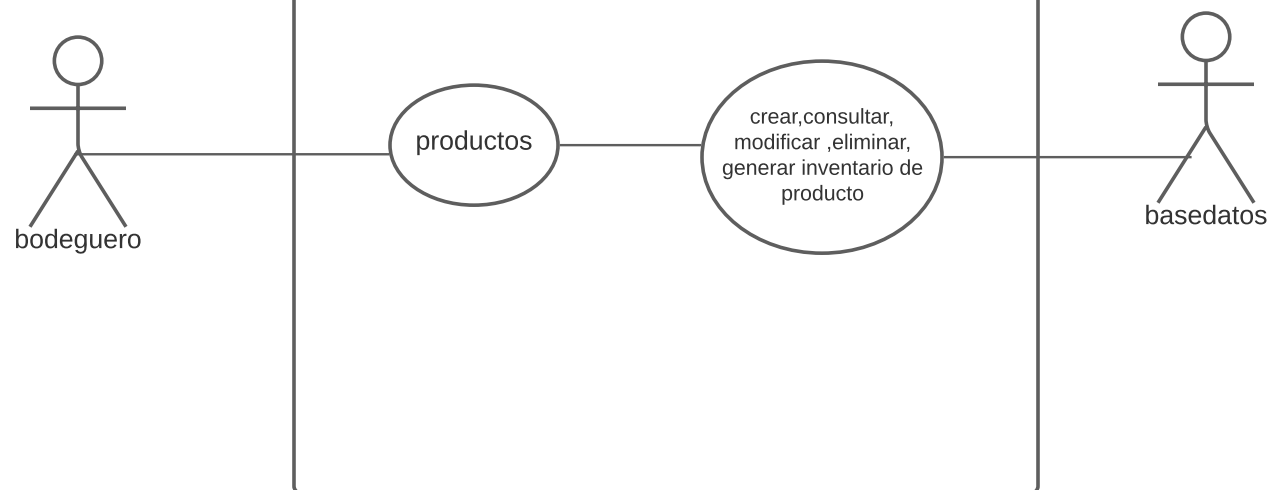 bodeguero
productos
crear,consultar,
modificar ,eliminar,
generar inventario de
producto
basedatos